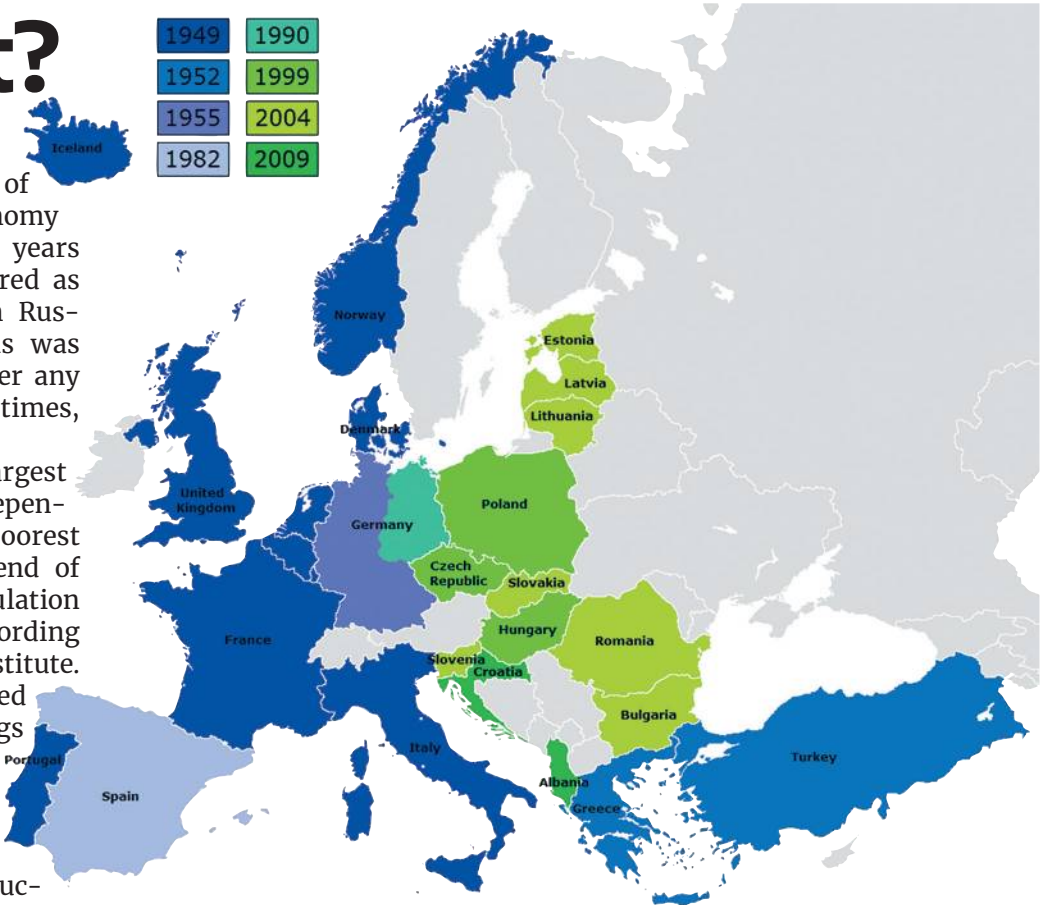 t?
1949
1990
1952
1999
1955
2004
1982
2009
of
nomy
years
red as
Rus-
s was
er any
times,
argest
epen-
oorest
end of
ulation
ording
stitute.
ed
gs
uc-
Iceland
Norway
Estonia
Latvia
Lithuania
Denmark
United
Kingdom
Germany
Poland
Czech
Republic
Slovakia
France
Hungary
Romania
Slovenia
Croatia
Bulgaria
Italy
Portugal
Spain
Albania
Greece
Turkey